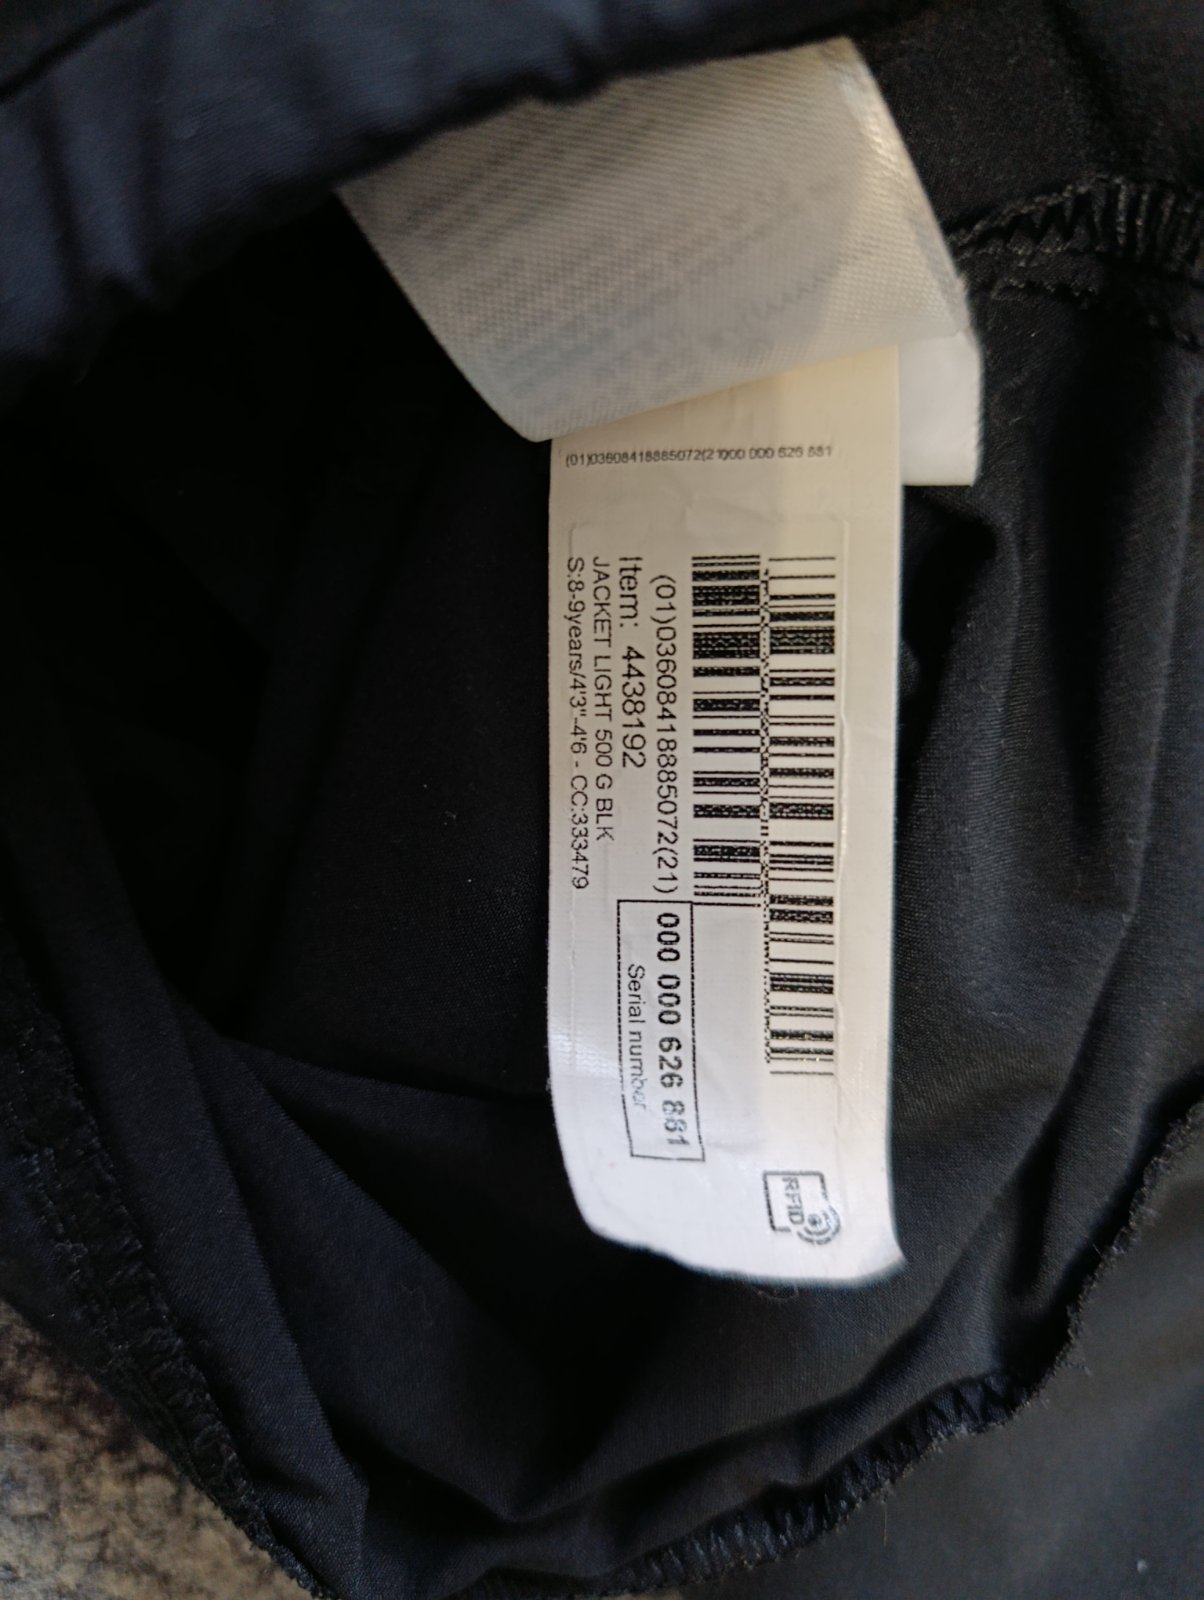 (01)03608418885072(21)000 000 626 881
(01)03608418885072(21) 000 000 626 881
Serial number
Item: 4438192
JACKET LIGHT 500 G BLK
S:8-9years/4'3"-4'6 - CC:333479
RFID